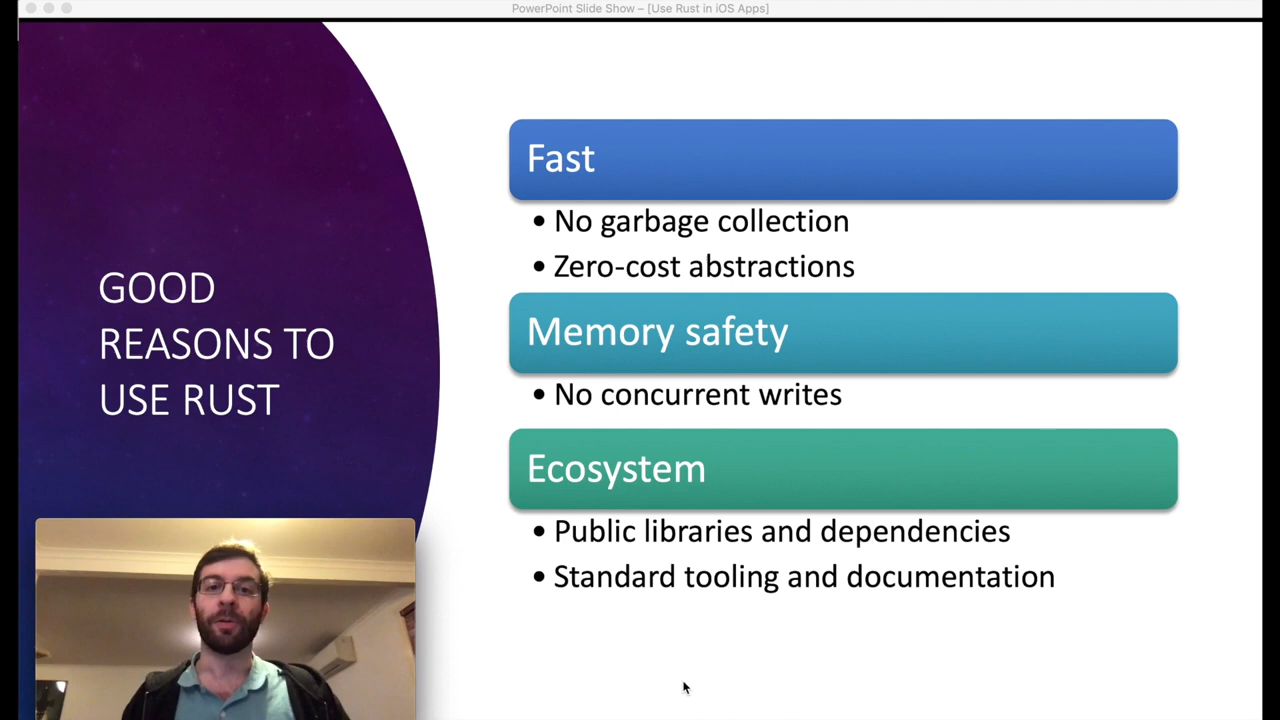 PowerPoint Slide Show – [Use Rust in iOS Apps]
GOOD
REASONS TO
USE RUST
Fast
• No garbage collection
• Zero-cost abstractions
Memory safety
• No concurrent writes
Ecosystem
• Public libraries and dependencies
• Standard tooling and documentation